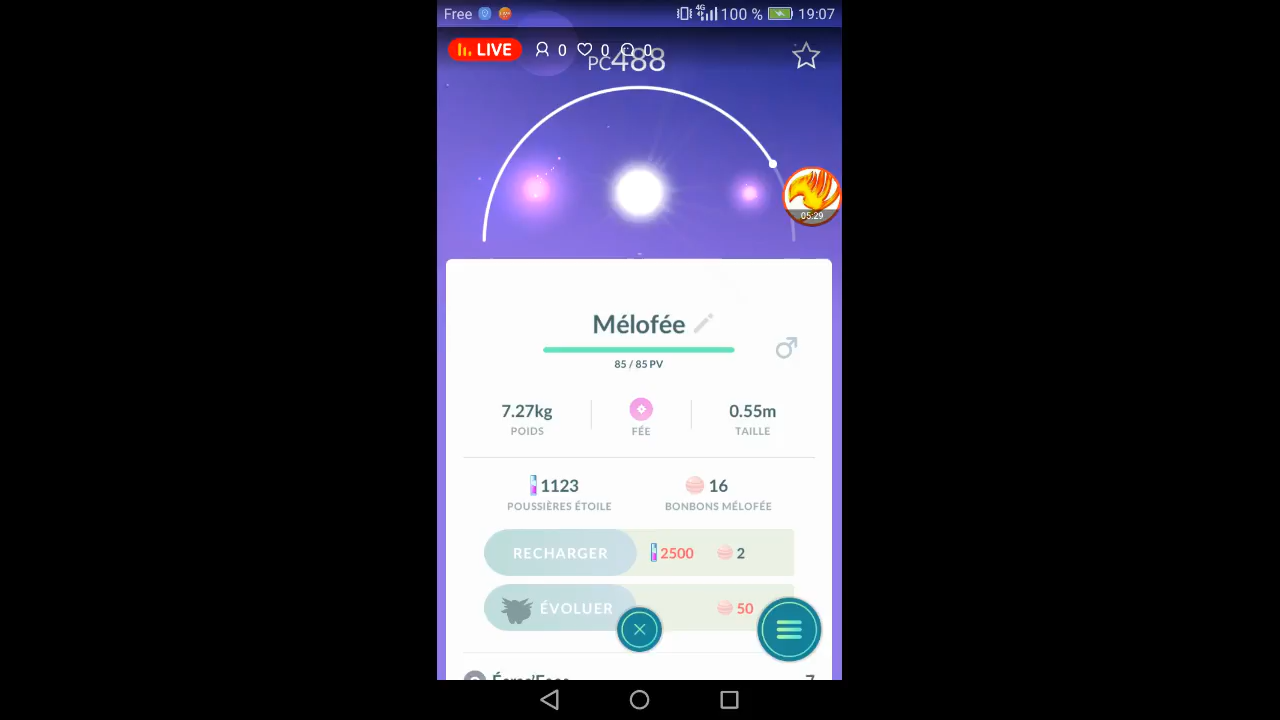 Free 4G 100 % 19:07
LIVE 0 0 0
PC488
05:29
Mélofée
85 / 85 PV
7.27kg 0.55m
POIDS FÉE TAILLE
1123 16
POUSSIÈRES ÉTOILE BONBONS MÉLOFÉE
RECHARGER 2500 2
ÉVOLUER 50